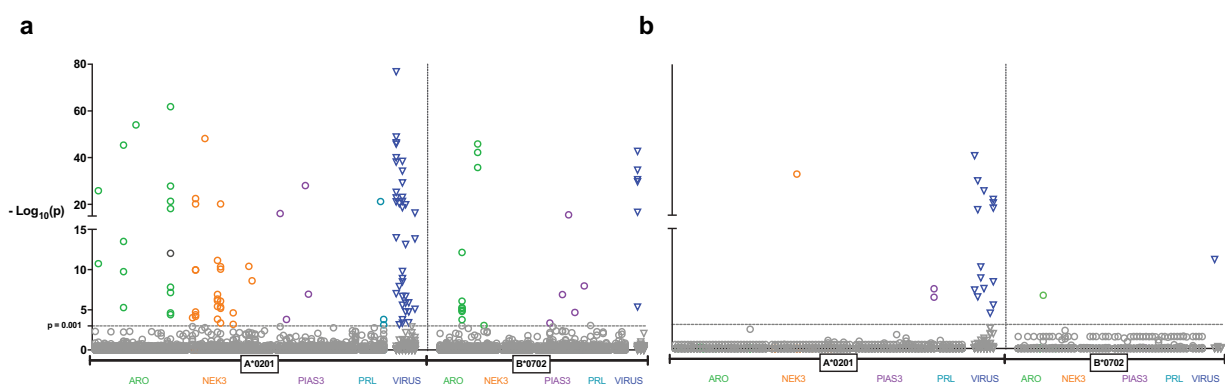 a
b
80
60
40
20
- Log10(p)
15
10
5
p = 0.001
0
A*0201
B*0702
ARO NEK3 PIAS3 PRL VIRUS ARO NEK3 PIAS3 PRL VIRUS
A*0201
B*0702
ARO NEK3 PIAS3 PRL VIRUS ARO NEK3 PIAS3 PRL VIRUS